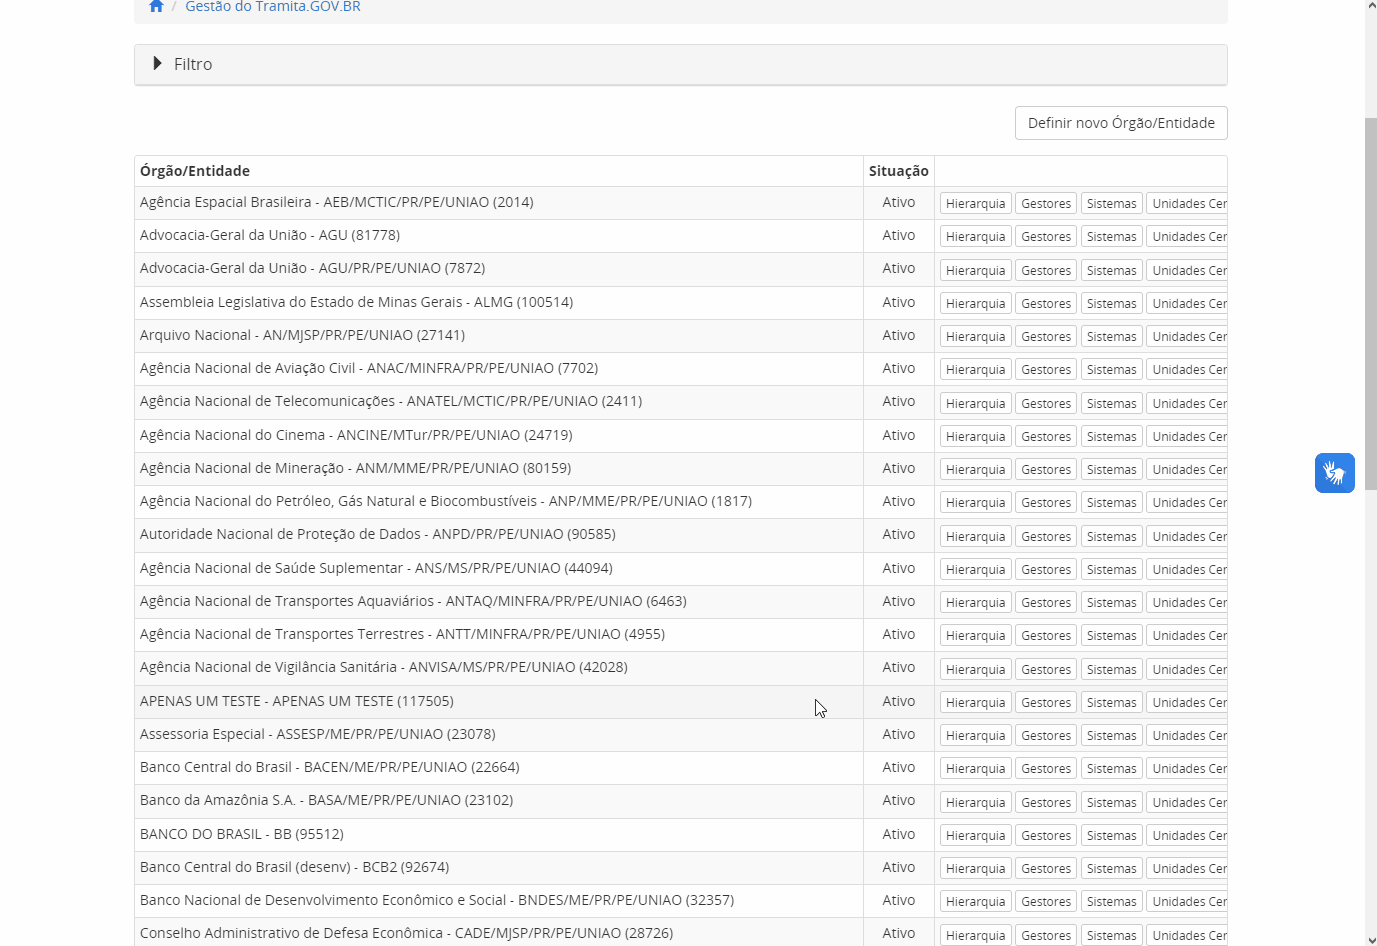 / Gestão do Tramita.GOV.BR
Filtro
Definir novo Órgão/Entidade
Órgão/Entidade Situação
Agência Espacial Brasileira - AEB/MCTIC/PR/PE/UNIAO (2014) Ativo Hierarquia Gestores Sistemas Unidades Cer
Advocacia-Geral da União - AGU (81778) Ativo Hierarquia Gestores Sistemas Unidades Cer
Advocacia-Geral da União - AGU/PR/PE/UNIAO (7872) Ativo Hierarquia Gestores Sistemas Unidades Cer
Assembleia Legislativa do Estado de Minas Gerais - ALMG (100514) Ativo Hierarquia Gestores Sistemas Unidades Cer
Arquivo Nacional - AN/MJSP/PR/PE/UNIAO (27141) Ativo Hierarquia Gestores Sistemas Unidades Cer
Agência Nacional de Aviação Civil - ANAC/MINFRA/PR/PE/UNIAO (7702) Ativo Hierarquia Gestores Sistemas Unidades Cer
Agência Nacional de Telecomunicações - ANATEL/MCTIC/PR/PE/UNIAO (2411) Ativo Hierarquia Gestores Sistemas Unidades Cer
Agência Nacional do Cinema - ANCINE/MTur/PR/PE/UNIAO (24719) Ativo Hierarquia Gestores Sistemas Unidades Cer
Agência Nacional de Mineração - ANM/MME/PR/PE/UNIAO (80159) Ativo Hierarquia Gestores Sistemas Unidades Cer
Agência Nacional do Petróleo, Gás Natural e Biocombustíveis - ANP/MME/PR/PE/UNIAO (1817) Ativo Hierarquia Gestores Sistemas Unidades Cer
Autoridade Nacional de Proteção de Dados - ANPD/PR/PE/UNIAO (90585) Ativo Hierarquia Gestores Sistemas Unidades Cer
Agência Nacional de Saúde Suplementar - ANS/MS/PR/PE/UNIAO (44094) Ativo Hierarquia Gestores Sistemas Unidades Cer
Agência Nacional de Transportes Aquaviários - ANTAQ/MINFRA/PR/PE/UNIAO (6463) Ativo Hierarquia Gestores Sistemas Unidades Cer
Agência Nacional de Transportes Terrestres - ANTT/MINFRA/PR/PE/UNIAO (4955) Ativo Hierarquia Gestores Sistemas Unidades Cer
Agência Nacional de Vigilância Sanitária - ANVISA/MS/PR/PE/UNIAO (42028) Ativo Hierarquia Gestores Sistemas Unidades Cer
APENAS UM TESTE - APENAS UM TESTE (117505) Ativo Hierarquia Gestores Sistemas Unidades Cer
Assessoria Especial - ASSESP/ME/PR/PE/UNIAO (23078) Ativo Hierarquia Gestores Sistemas Unidades Cer
Banco Central do Brasil - BACEN/ME/PR/PE/UNIAO (22664) Ativo Hierarquia Gestores Sistemas Unidades Cer
Banco da Amazônia S.A. - BASA/ME/PR/PE/UNIAO (23102) Ativo Hierarquia Gestores Sistemas Unidades Cer
BANCO DO BRASIL - BB (95512) Ativo Hierarquia Gestores Sistemas Unidades Cer
Banco Central do Brasil (desenv) - BCB2 (92674) Ativo Hierarquia Gestores Sistemas Unidades Cer
Banco Nacional de Desenvolvimento Econômico e Social - BNDES/ME/PR/PE/UNIAO (32357) Ativo Hierarquia Gestores Sistemas Unidades Cer
Conselho Administrativo de Defesa Econômica - CADE/MJSP/PR/PE/UNIAO (28726) Ativo Hierarquia Gestores Sistemas Unidades Cer